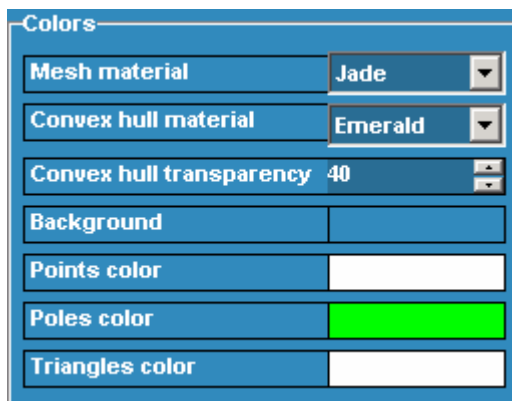 Colors
Mesh material Jade
Convex hull material Emerald
Convex hull transparency 40
Background
Points color
Poles color
Triangles color